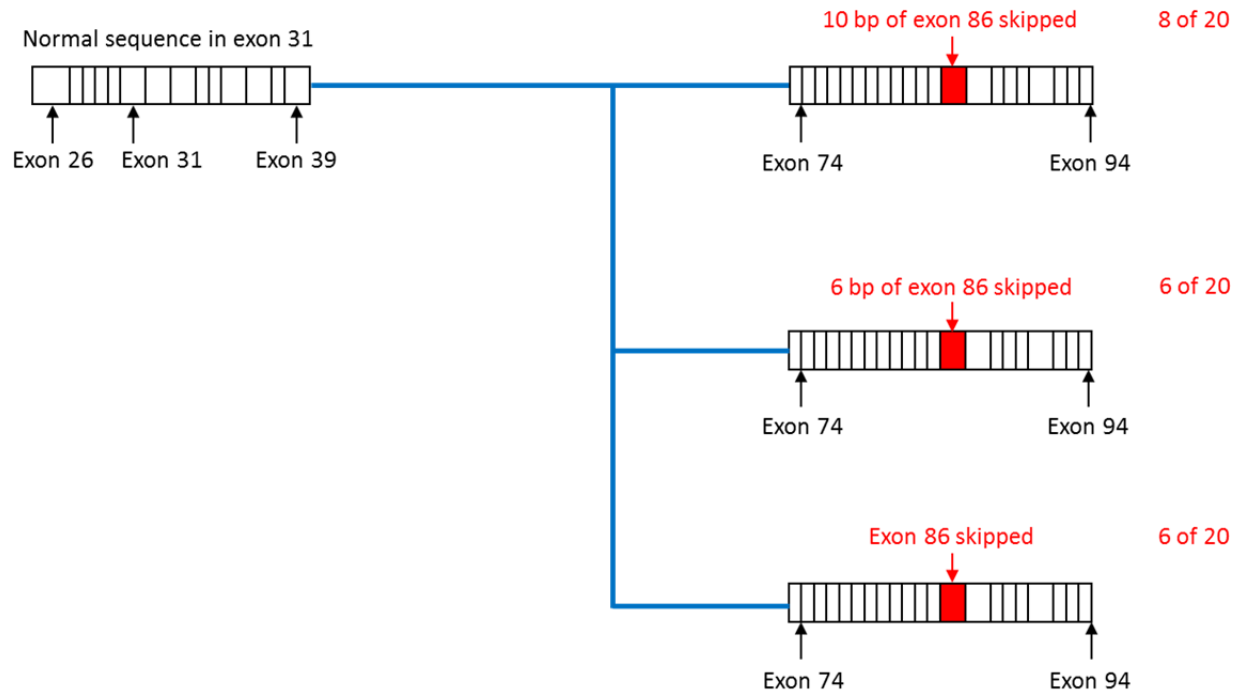 10 bp of exon 86 skipped 8 of 20
Normal sequence in exon 31
Exon 26 Exon 31 Exon 39
Exon 74 Exon 94
6 bp of exon 86 skipped 6 of 20
Exon 74 Exon 94
Exon 86 skipped 6 of 20
Exon 74 Exon 94